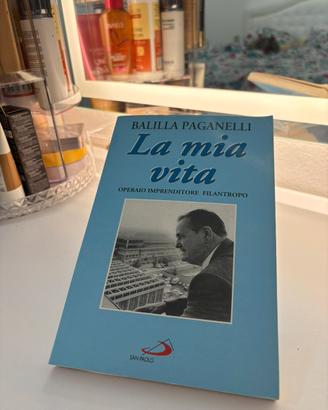 BALILLA PAGANELLI
La mia
vita
OPERAIO IMPRENDITORE FILANTROPO
SAN PAOLO